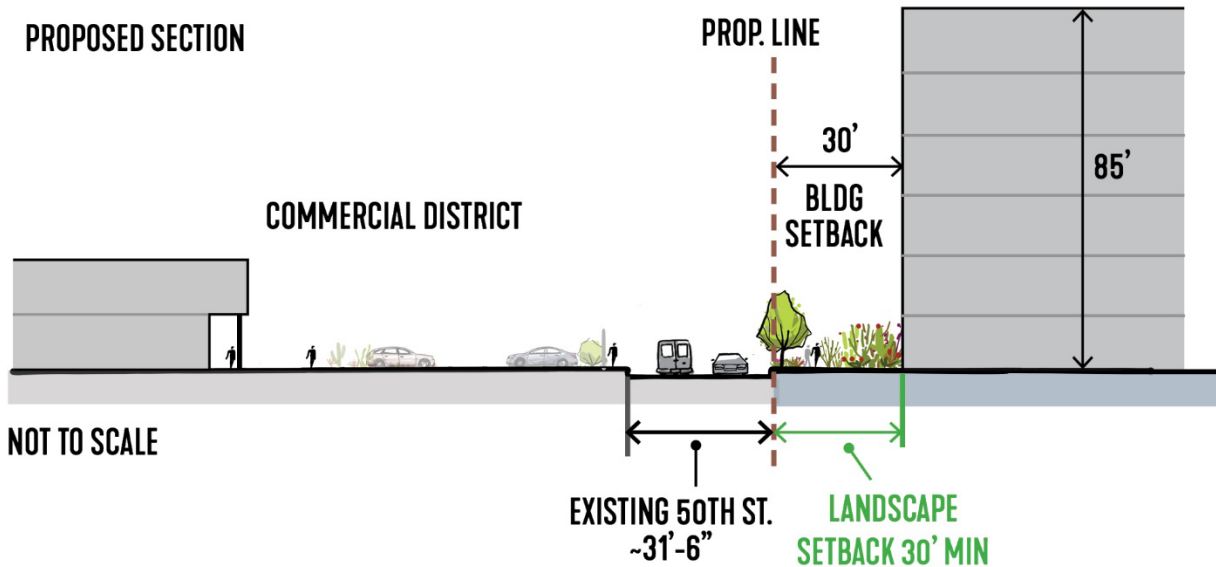 PROPOSED SECTION
PROP. LINE
30'
85'
BLDG
SETBACK
COMMERCIAL DISTRICT
NOT TO SCALE
EXISTING 50TH ST.
~31'-6"
LANDSCAPE
SETBACK 30' MIN